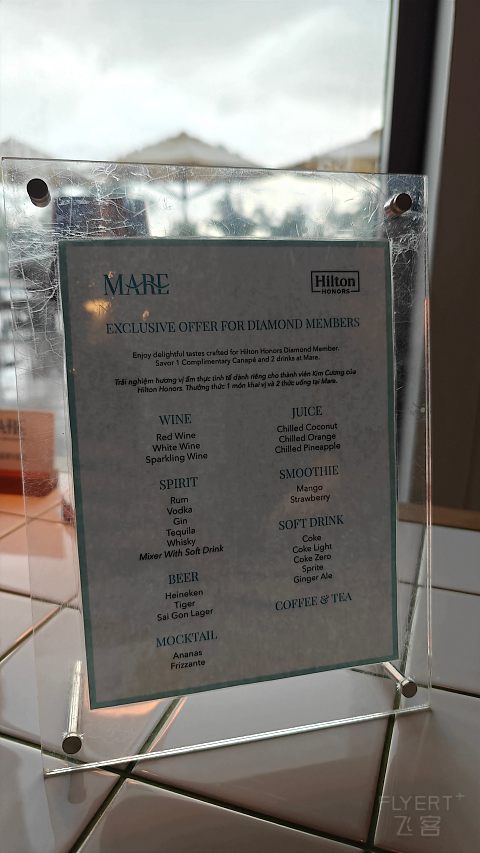 MARE
Hilton
HONORS
EXCLUSIVE OFFER FOR DIAMOND MEMBERS
Enjoy delightful tastes crafted for Hilton Honors Diamond Member.
Savor 1 Complimentary Canapé and 2 drinks at Mare.
Trải nghiệm hương vị ẩm thực tinh tế dành riêng cho thành viên Kim Cương của
Hilton Honors. Thưởng thức 1 món khai vị và 2 thức uống tại Mare.
WINE
Red Wine
White Wine
Sparkling Wine
SPIRIT
Rum
Vodka
Gin
Tequila
Whisky
Mixer With Soft Drink
BEER
Heineken
Tiger
Sai Gon Lager
MOCKTAIL
Ananas
Frizzante
JUICE
Chilled Coconut
Chilled Orange
Chilled Pineapple
SMOOTHIE
Mango
Strawberry
SOFT DRINK
Coke
Coke Light
Coke Zero
Sprite
Ginger Ale
COFFEE & TEA
FLYERT+
飞客